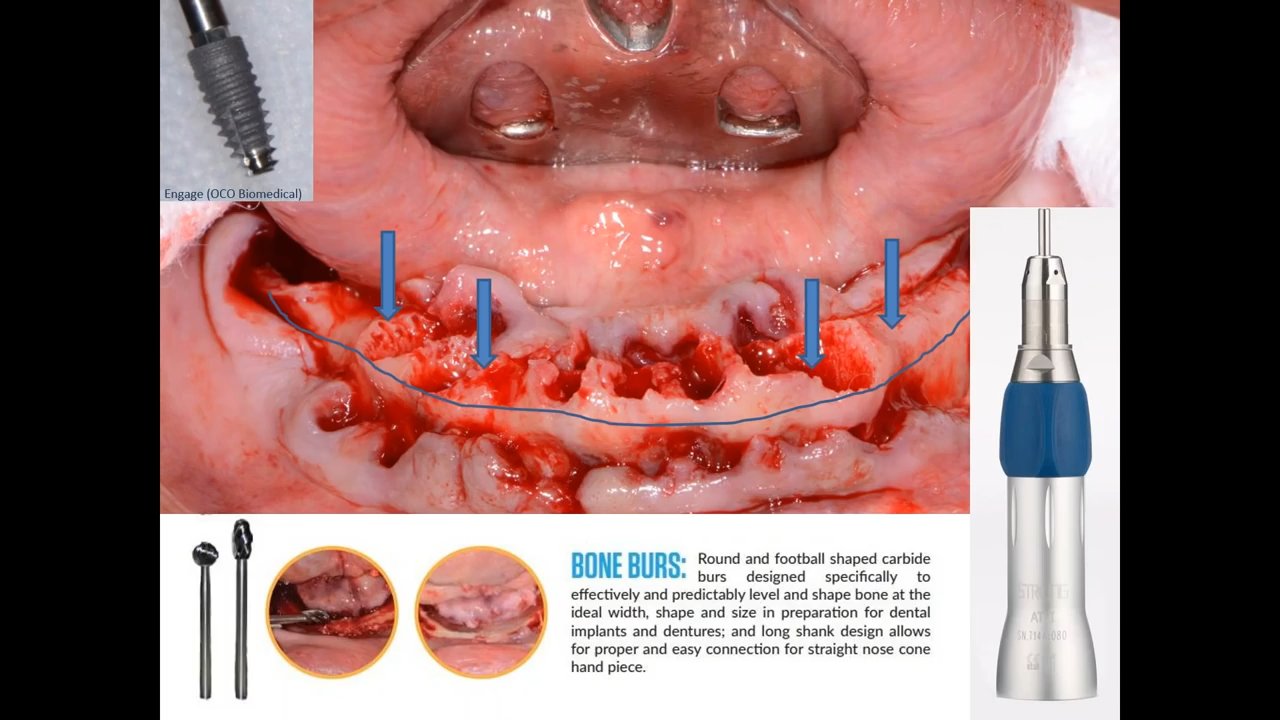 Engage (OCO Biomedical)
BONE BURS: Round and football shaped carbide
burs designed specifically to
effectively and predictably level and shape bone at the
ideal width, shape and size in preparation for dental
implants and dentures; and long shank design allows
for proper and easy connection for straight nose cone
hand piece.